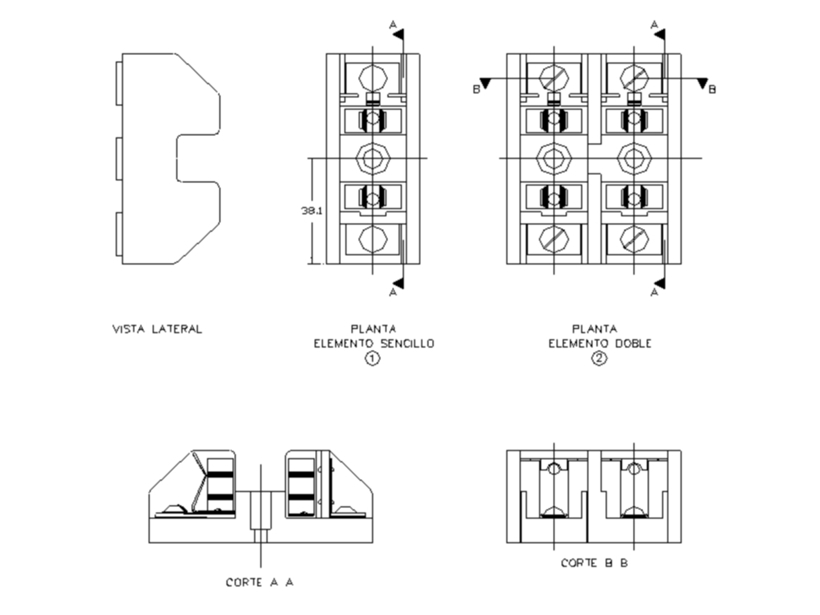 A
A
B
B
38.1
A
A
VISTA LATERAL
PLANTA
ELEMENTO SENCILLO
1
PLANTA
ELEMENTO DOBLE
2
CORTE A A
CORTE B B